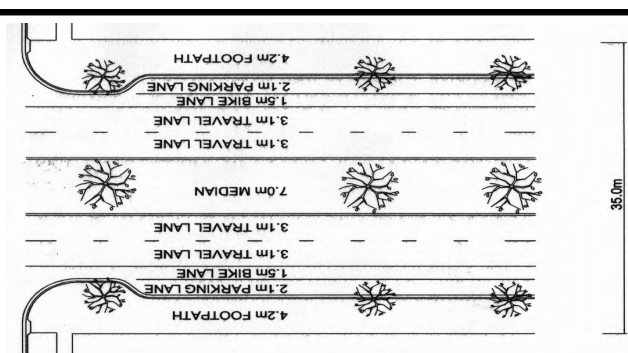 4.2m FOOTPATH
2.1m PARKING LANE
1.5m BIKE LANE
3.1m TRAVEL LANE
3.1m TRAVEL LANE
7.0m MEDIAN
3.1m TRAVEL LANE
3.1m TRAVEL LANE
1.5m BIKE LANE
2.1m PARKING LANE
4.2m FOOTPATH
35.0m